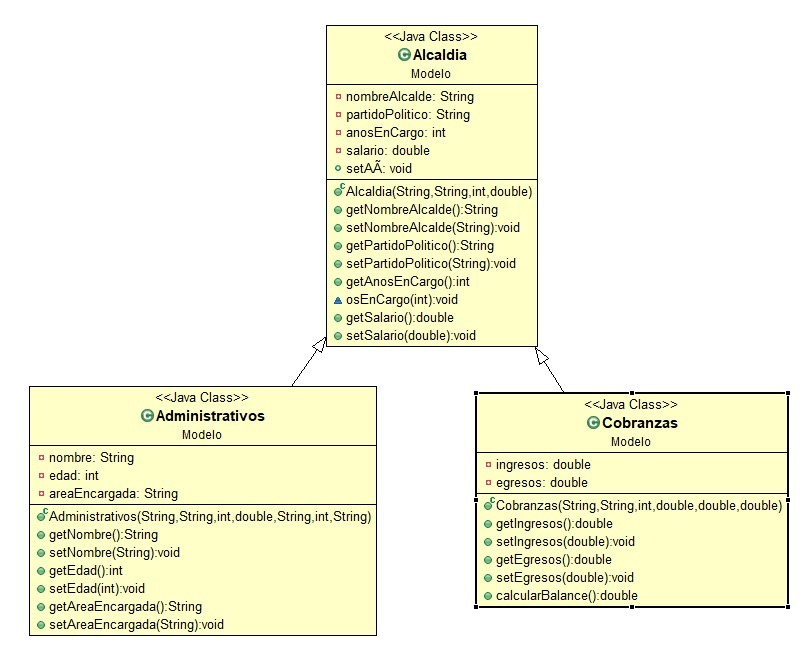 <<Java Class>>
Alcaldia
Modelo
nombreAlcalde: String
partidoPolitico: String
anosEnCargo: int
salario: double
setAÃ: void
Alcaldia(String,String,int,double)
getNombreAlcalde():String
setNombreAlcalde(String):void
getPartidoPolitico():String
setPartidoPolitico(String):void
getAnosEnCargo():int
osEnCargo(int):void
getSalario():double
setSalario(double):void
<<Java Class>>
Administrativos
Modelo
nombre: String
edad: int
areaEncargada: String
Administrativos(String,String,int,double,String,int,String)
getNombre():String
setNombre(String):void
getEdad():int
setEdad(int):void
getAreaEncargada():String
setAreaEncargada(String):void
<<Java Class>>
Cobranzas
Modelo
ingresos: double
egresos: double
Cobranzas(String,String,int,double,double,double)
getIngresos():double
setIngresos(double):void
getEgresos():double
setEgresos(double):void
calcularBalance():double